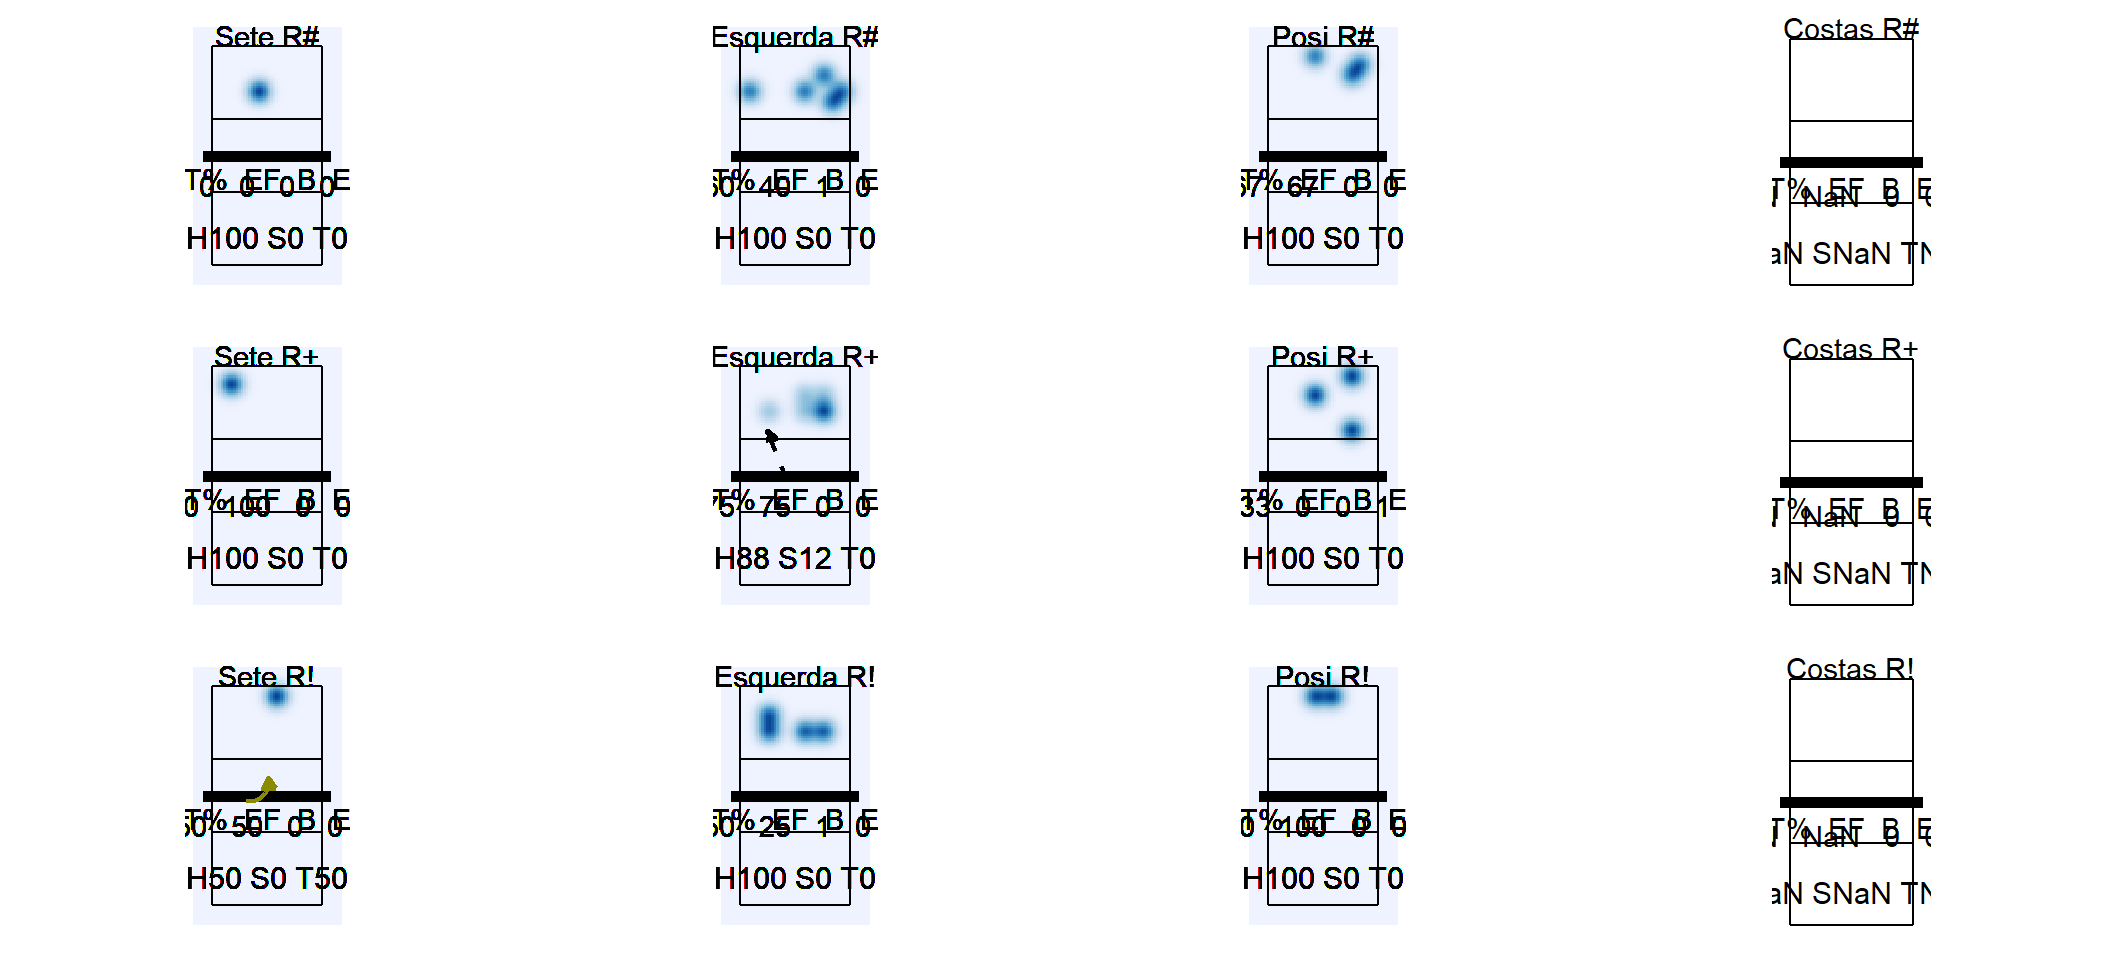 Sete R#
T% EF B E
0 0 0 0
H100 S0 T0
Esquerda R#
T% EF B E
60 40 1 0
H100 S0 T0
Posi R#
T% EF B E
67 67 0 0
H100 S0 T0
Costas R#
T% EF B E
NaN 0
aN SNaN TN
Sete R+
T% EF B E
0 100 0 0
H100 S0 T0
Esquerda R+
T% EF B E
75 75 0 0
H88 S12 T0
Posi R+
T% EF B E
33 0 0 1
H100 S0 T0
Costas R+
T% EF B E
NaN 0
aN SNaN TN
Sete R!
T% EF B E
50 50 0 0
H50 S0 T50
Esquerda R!
T% EF B E
50 25 1 0
H100 S0 T0
Posi R!
T% EF B E
0 100 0 0
H100 S0 T0
Costas R!
T% EF B E
NaN 0
aN SNaN TN